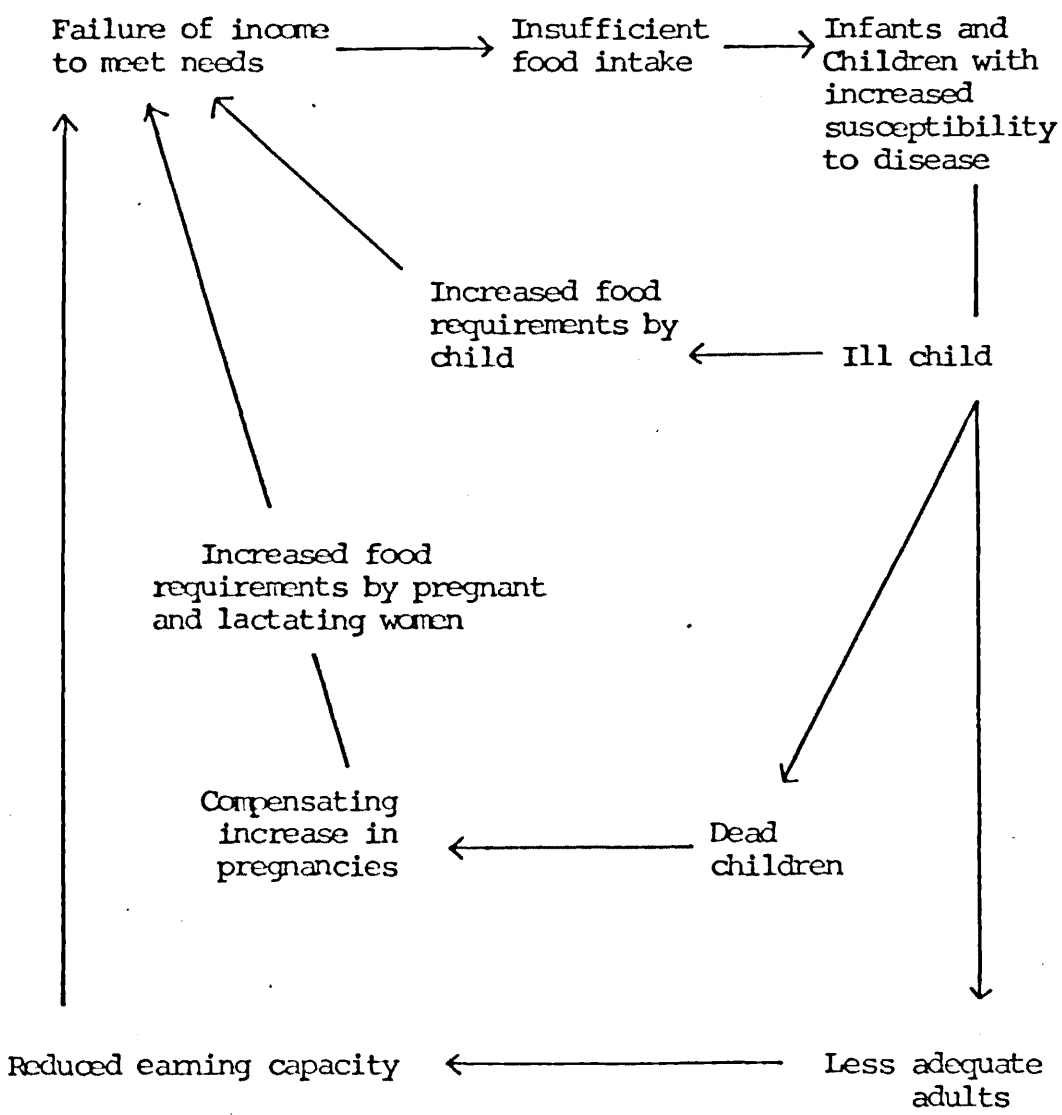 Failure of income
to meet needs
Insufficient
food intake
Infants and
Children with
increased
susceptibility
to disease
Increased food
requirements by
child
Ill child
Increased food
requirements by pregnant
and lactating women
Compensating
increase in
pregnancies
Dead
children
Reduced earning capacity
Less adequate
adults